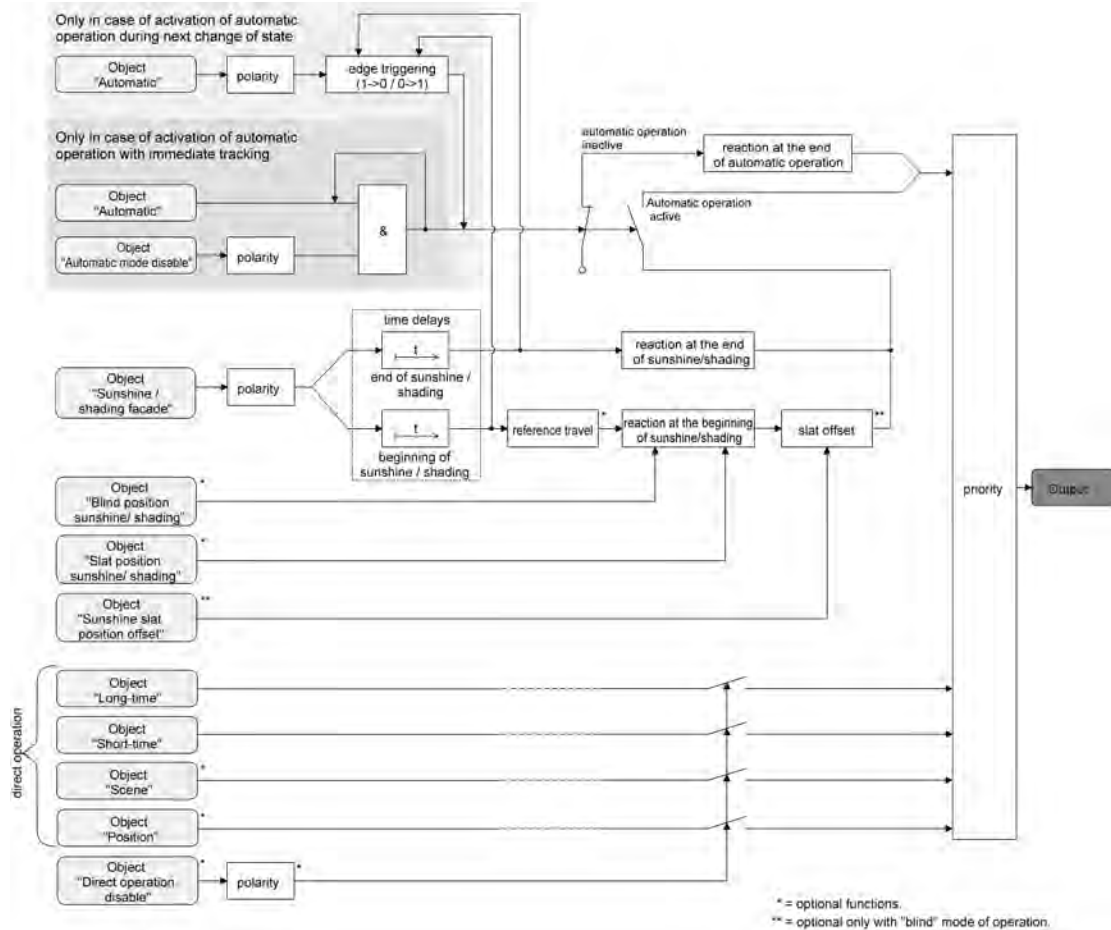 Only in case of activation of automatic
operation during next change of state
Object
"Automatic"
polarity
edge triggering
(1->0 / 0->1)
Only in case of activation of automatic
operation with immediate tracking
Object
"Automatic"
Object
"Automatic mode disable"
polarity
&
automatic operation
inactive
reaction at the end
of automatic operation
Automatic operation
active
time delays
t
end of sunshine /
shading
reaction at the end
of sunshine/shading
Object
"Sunshine /
shading facade"
polarity
t
beginning of
sunshine / shading
reference travel
*
reaction at the beginning
of sunshine/shading
slat offset
**
priority
Output
Object
"Blind position
sunshine/ shading"
*
Object
"Slat position
sunshine/ shading"
*
Object
"Sunshine slat
position offset"
**
direct operation
Object
"Long-time"
Object
"Short-time"
Object
"Scene"
*
Object
"Position"
*
Object
"Direct operation
disable"
*
polarity
*
* = optional functions.
** = optional only with "blind" mode of operation.